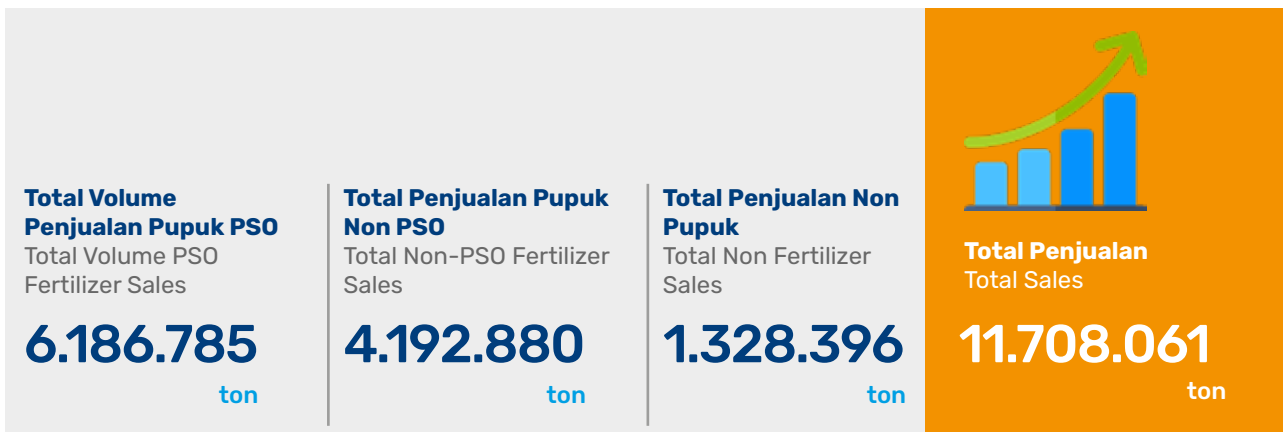 Total Volume
Penjualan Pupuk PSO
Total Volume PSO
Fertilizer Sales
6.186.785
ton
Total Penjualan Pupuk
Non PSO
Total Non-PSO Fertilizer
Sales
4.192.880
ton
Total Penjualan Non
Pupuk
Total Non Fertilizer
Sales
1.328.396
ton
Total Penjualan
Total Sales
11.708.061
ton